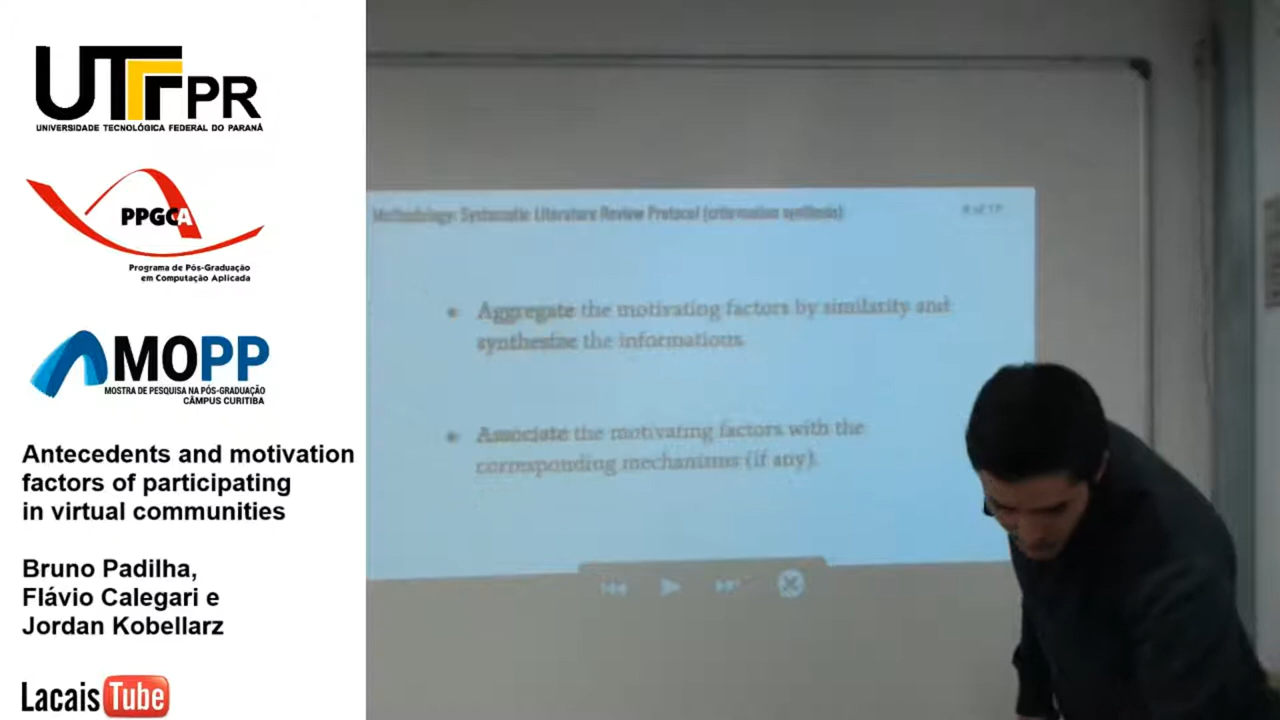 UTFPR
UNIVERSIDADE TECNOLÓGICA FEDERAL DO PARANÁ
PPGCA
Programa de Pós-Graduação
em Computação Aplicada
MOPP
MOSTRA DE PESQUISA NA PÓS-GRADUAÇÃO
CÂMPUS CURITIBA
Antecedents and motivation
factors of participating
in virtual communities
Bruno Padilha,
Flávio Calegari e
Jordan Kobellarz
LacaisTube
Methodology: Systematic Literature Review Protocol (information synthesis)
Aggregate the motivating factors by similarity and
synthesize the informations
Associate the motivating factors with the
corresponding mechanisms (if any).